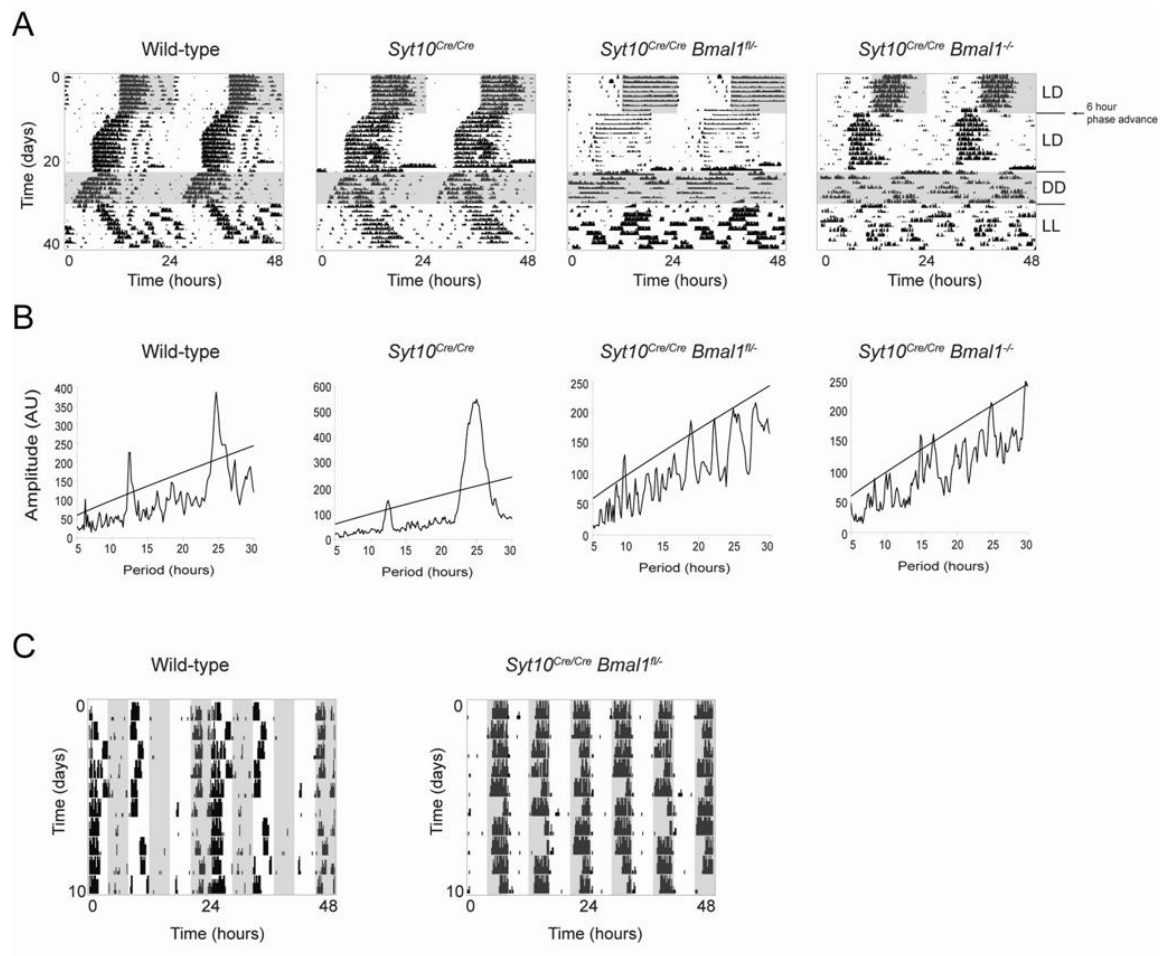 A
Wild-type
Syt10Cre/Cre
Syt10Cre/Cre Bmal1fl/-
Syt10Cre/Cre Bmal1-/-
0
20
40
Time (days)
LD
6 hour
phase advance
LD
DD
LL
0 24 48
0 24 48
0 24 48
0 24 48
Time (hours)
Time (hours)
Time (hours)
Time (hours)
B
Wild-type
Syt10Cre/Cre
Syt10Cre/Cre Bmal1fl/-
Syt10Cre/Cre Bmal1-/-
Amplitude (AU)
400
350
300
250
200
150
100
50
0
600
500
400
300
200
100
0
250
200
150
100
50
0
250
200
150
100
50
0
5 10 15 20 25 30
5 10 15 20 25 30
5 10 15 20 25 30
5 10 15 20 25 30
Period (hours)
Period (hours)
Period (hours)
Period (hours)
C
Wild-type
Syt10Cre/Cre Bmal1fl/-
0
10
Time (days)
0 24 48
Time (hours)
0
10
Time (days)
0 24 48
Time (hours)